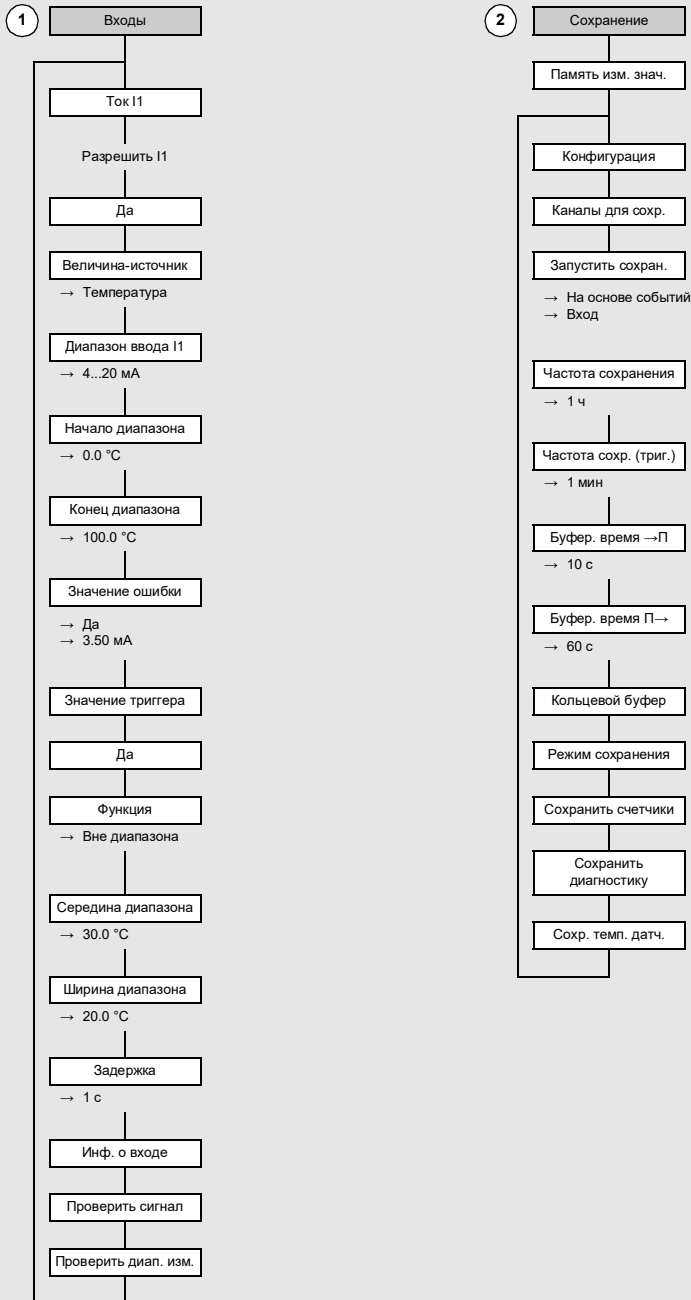 1
Входы
Ток I1
Разрешить I1
Да
Величина-источник
→ Температура
Диапазон ввода I1
→ 4...20 мА
Начало диапазона
→ 0.0 °C
Конец диапазона
→ 100.0 °C
Значение ошибки
→ Да
→ 3.50 мА
Значение триггера
Да
Функция
→ Вне диапазона
Середина диапазона
→ 30.0 °C
Ширина диапазона
→ 20.0 °C
Задержка
→ 1 с
Инф. о входе
Проверить сигнал
Проверить диап. изм.
2
Сохранение
Память изм. знач.
Конфигурация
Каналы для сохр.
Запустить сохран.
→ На основе событий
→ Вход
Частота сохранения
→ 1 ч
Частота сохр. (триг.)
→ 1 мин
Буфер. время →П
→ 10 с
Буфер. время П→
→ 60 с
Кольцевой буфер
Режим сохранения
Сохранить счетчики
Сохранить
диагностику
Сохр. темп. датч.